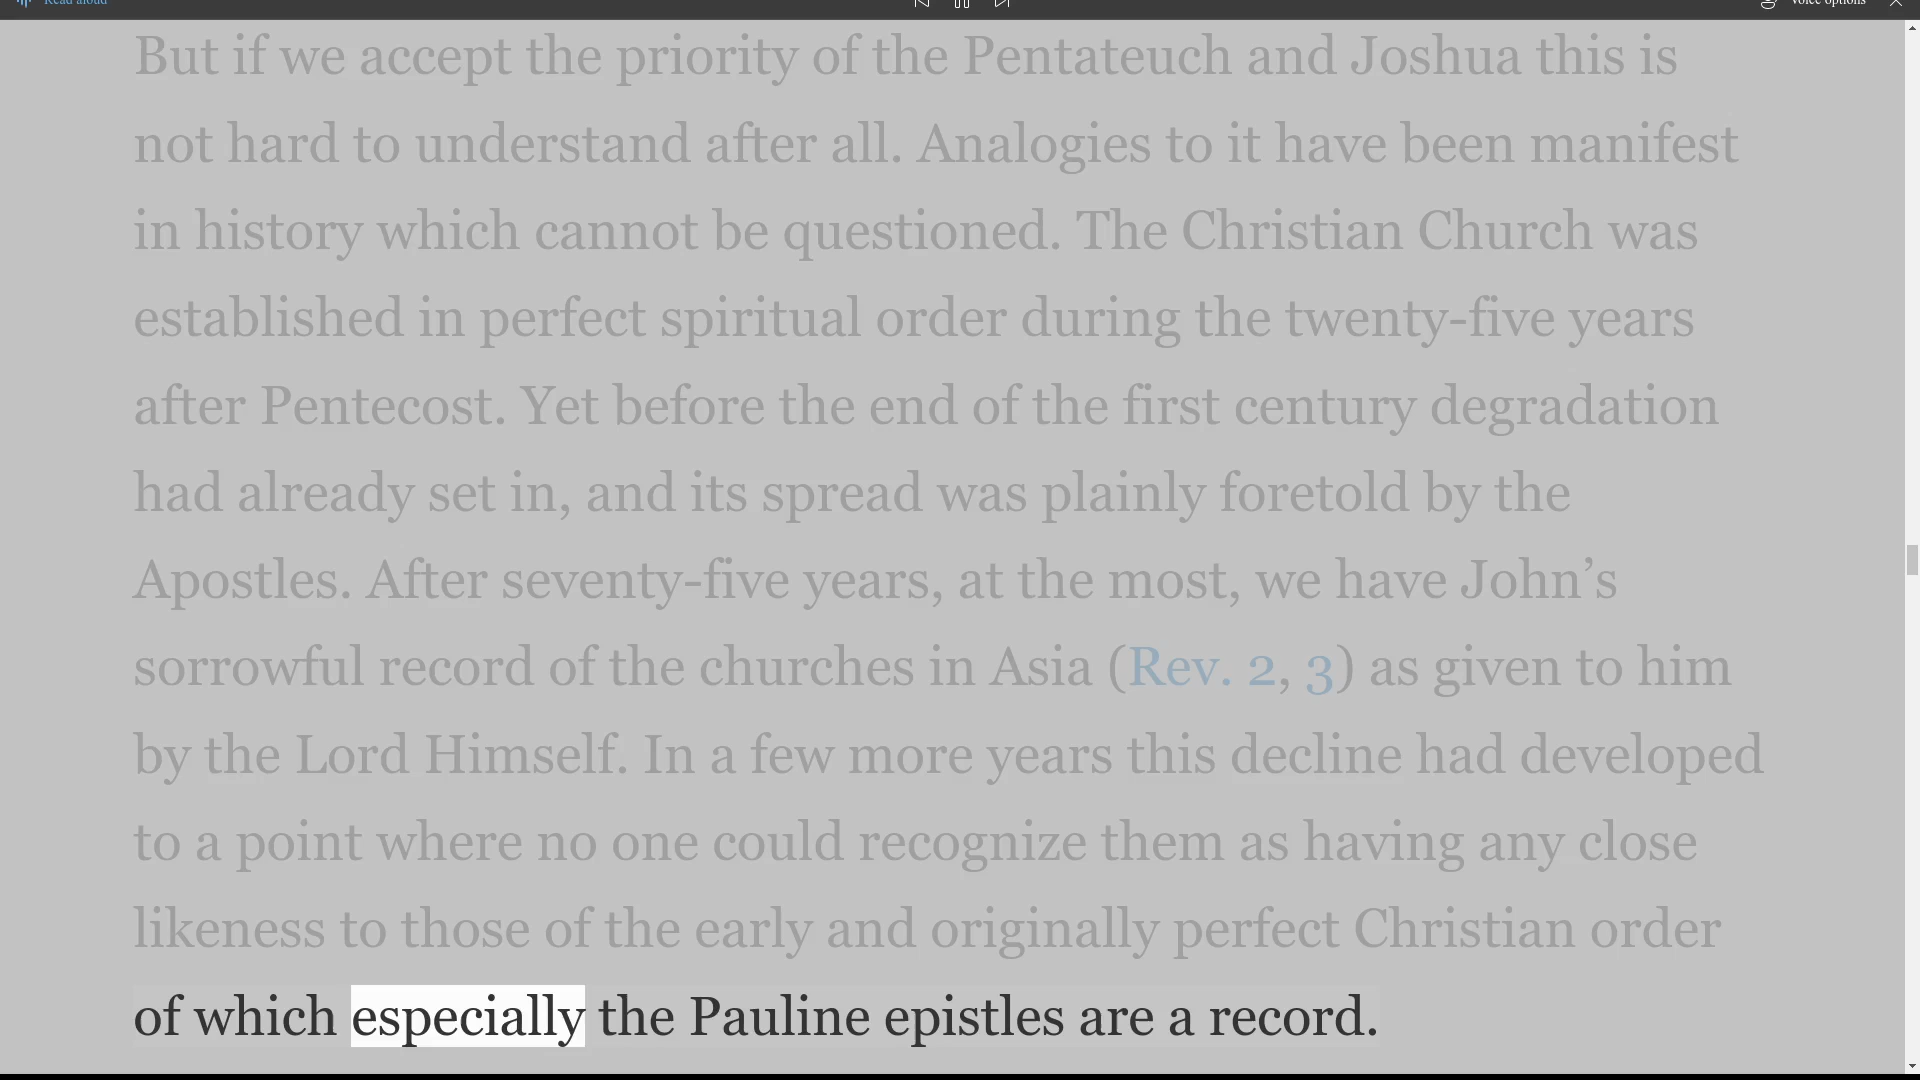 Read aloud
Voice options
But if we accept the priority of the Pentateuch and Joshua this is
not hard to understand after all. Analogies to it have been manifest
in history which cannot be questioned. The Christian Church was
established in perfect spiritual order during the twenty-five years
after Pentecost. Yet before the end of the first century degradation
had already set in, and its spread was plainly foretold by the
Apostles. After seventy-five years, at the most, we have John’s
sorrowful record of the churches in Asia (Rev. 2, 3) as given to him
by the Lord Himself. In a few more years this decline had developed
to a point where no one could recognize them as having any close
likeness to those of the early and originally perfect Christian order
of which especially the Pauline epistles are a record.